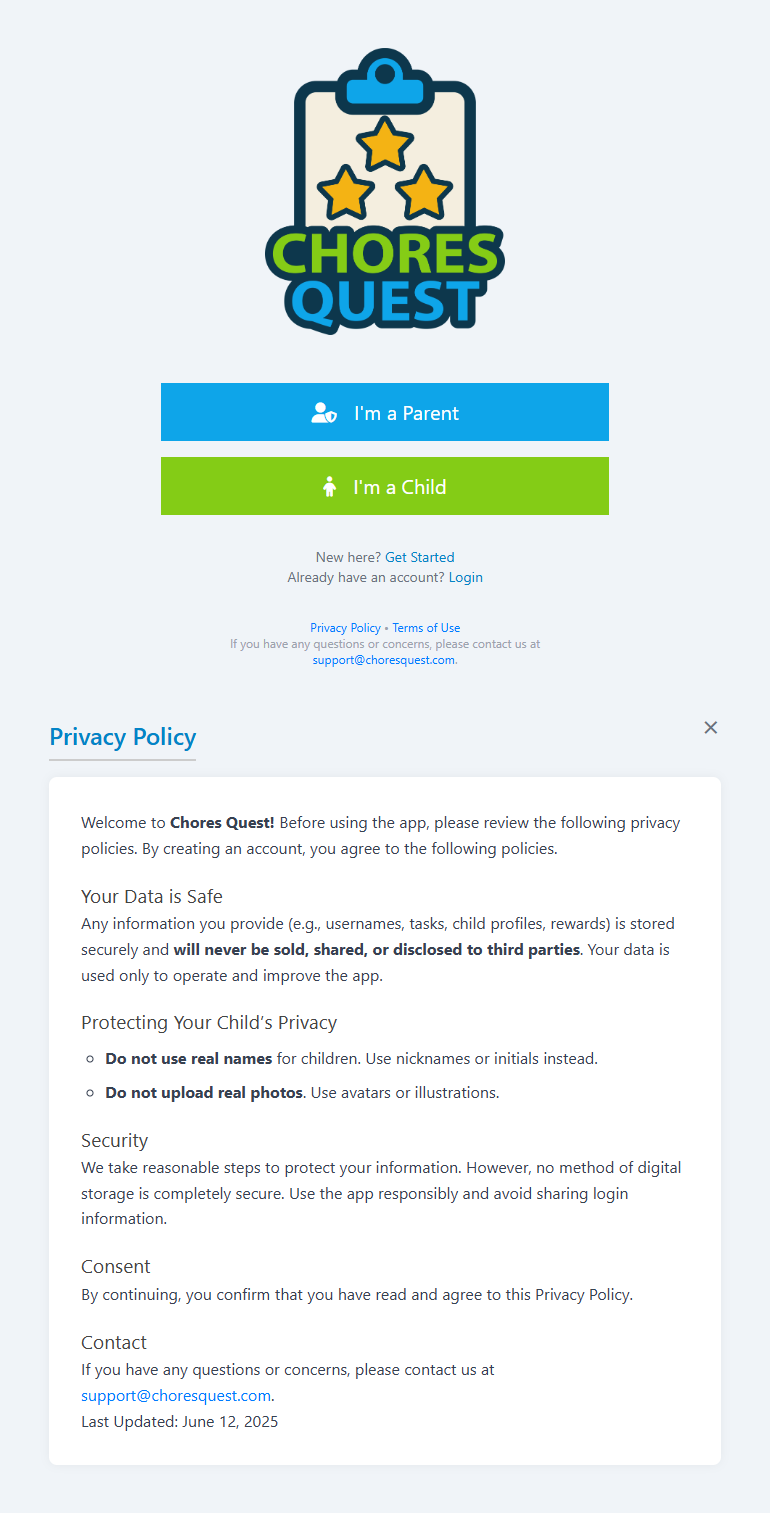 CHORES
QUEST
I'm a Parent
I'm a Child
New here? Get Started
Already have an account? Login
Privacy Policy • Terms of Use
If you have any questions or concerns, please contact us at
support@choresquest.com.
Privacy Policy
×
Welcome to Chores Quest! Before using the app, please review the following privacy
policies. By creating an account, you agree to the following policies.
Your Data is Safe
Any information you provide (e.g., usernames, tasks, child profiles, rewards) is stored
securely and will never be sold, shared, or disclosed to third parties. Your data is
used only to operate and improve the app.
Protecting Your Child’s Privacy
Do not use real names for children. Use nicknames or initials instead.
Do not upload real photos. Use avatars or illustrations.
Security
We take reasonable steps to protect your information. However, no method of digital
storage is completely secure. Use the app responsibly and avoid sharing login
information.
Consent
By continuing, you confirm that you have read and agree to this Privacy Policy.
Contact
If you have any questions or concerns, please contact us at
support@choresquest.com.
Last Updated: June 12, 2025